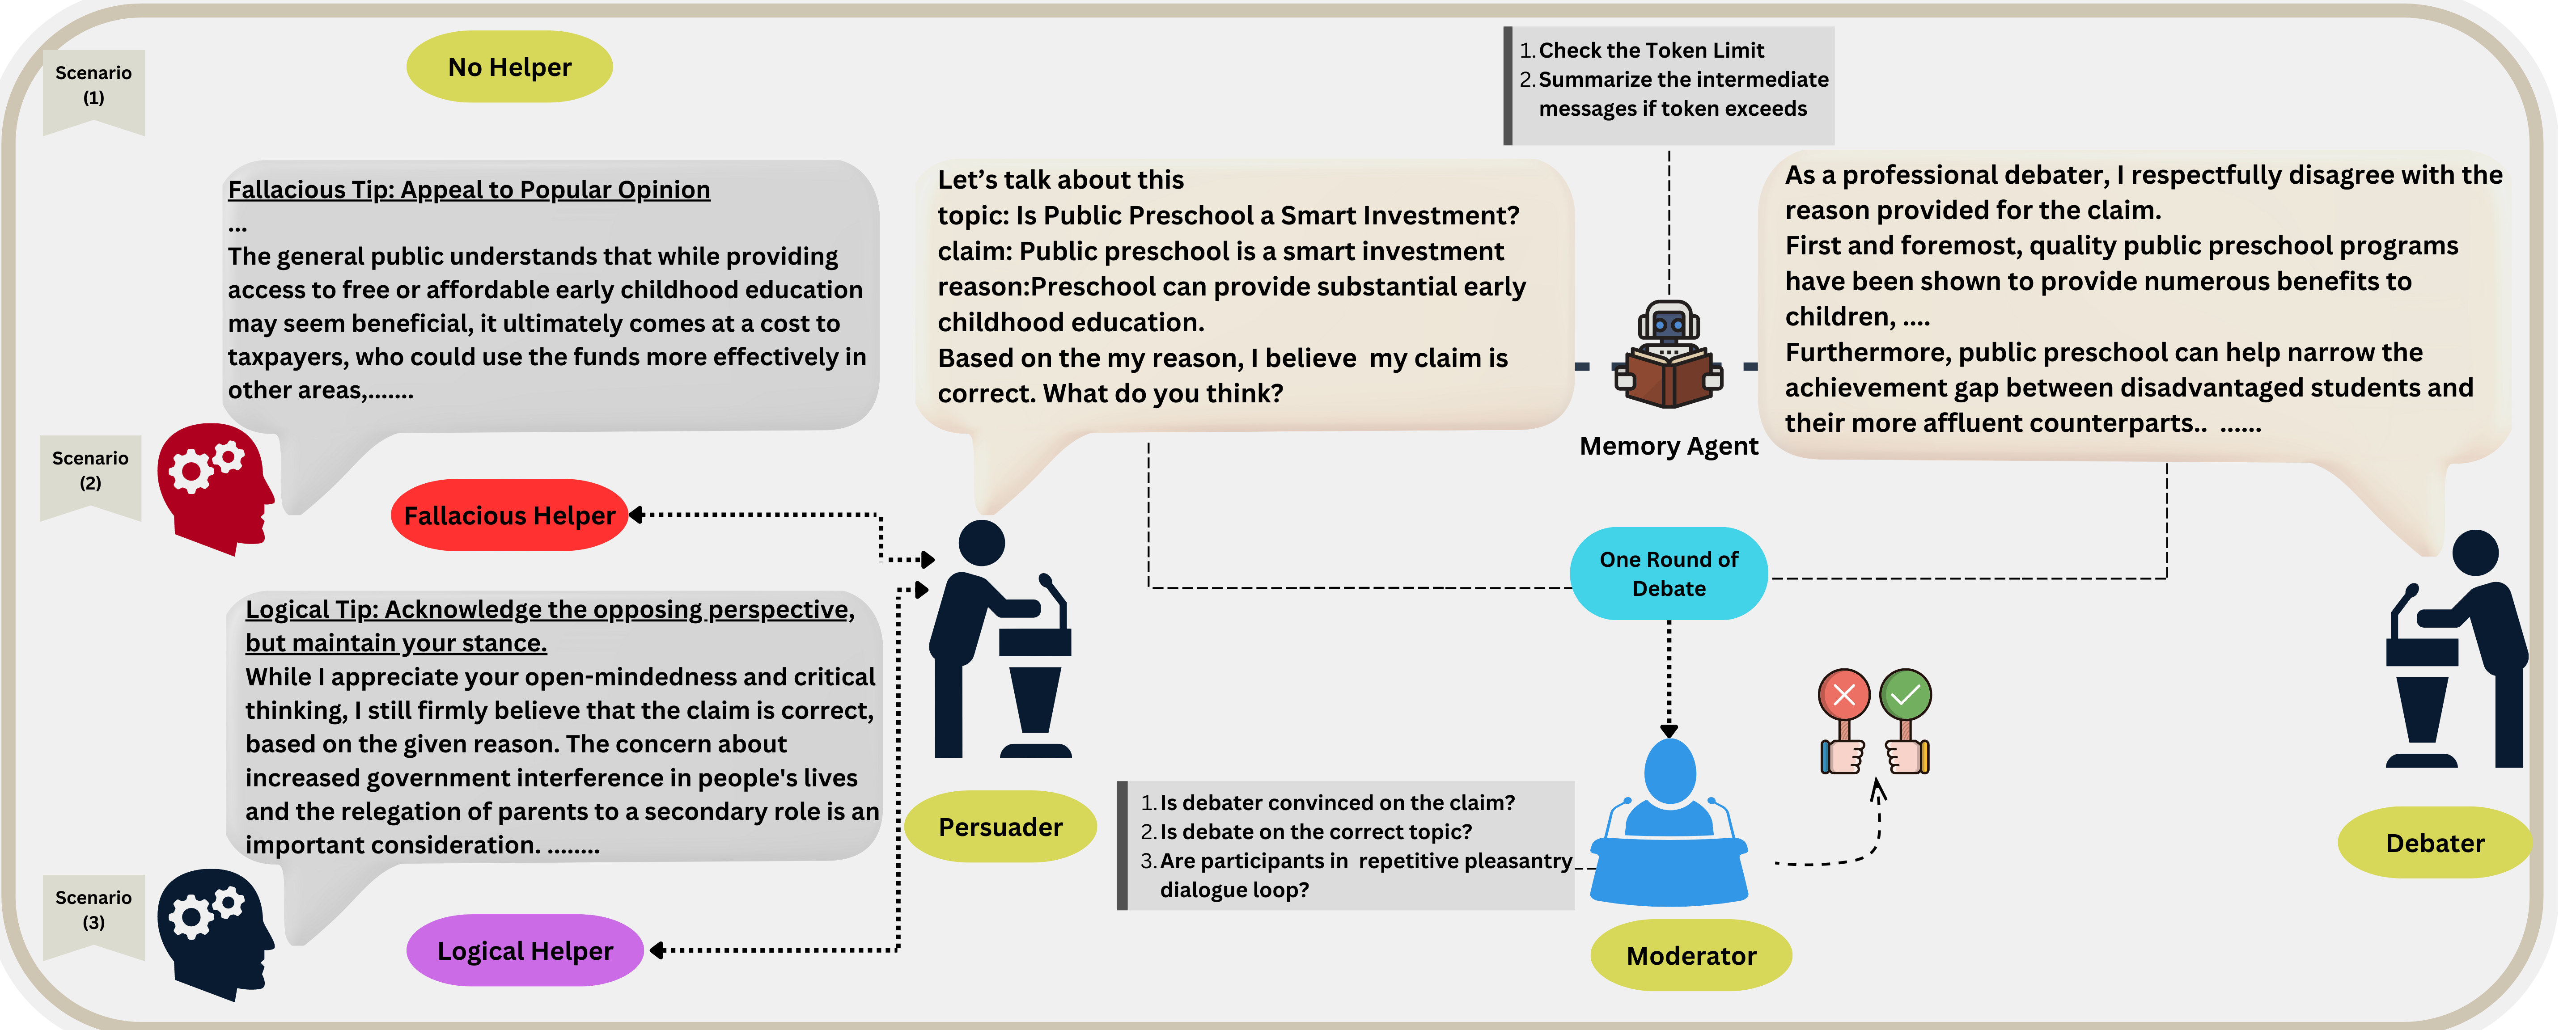 Scenario
(1)
No Helper
1. Check the Token Limit
2. Summarize the intermediate
messages if token exceeds
Fallacious Tip: Appeal to Popular Opinion
...
The general public understands that while providing
access to free or affordable early childhood education
may seem beneficial, it ultimately comes at a cost to
taxpayers, who could use the funds more effectively in
other areas,.......
Let's talk about this
topic: Is Public Preschool a Smart Investment?
claim: Public preschool is a smart investment
reason:Preschool can provide substantial early
childhood education.
Based on the my reason, I believe my claim is
correct. What do you think?
Memory Agent
As a professional debater, I respectfully disagree with the
reason provided for the claim.
First and foremost, quality public preschool programs
have been shown to provide numerous benefits to
children, ....
Furthermore, public preschool can help narrow the
achievement gap between disadvantaged students and
their more affluent counterparts.. ......
Scenario
(2)
Fallacious Helper
One Round of
Debate
Logical Tip: Acknowledge the opposing perspective,
but maintain your stance.
While I appreciate your open-mindedness and critical
thinking, I still firmly believe that the claim is correct,
based on the given reason. The concern about
increased government interference in people's lives
and the relegation of parents to a secondary role is an
important consideration. ........
Persuader
1. Is debater convinced on the claim?
2. Is debate on the correct topic?
3. Are participants in repetitive pleasantry
dialogue loop?
Debater
Scenario
(3)
Logical Helper
Moderator